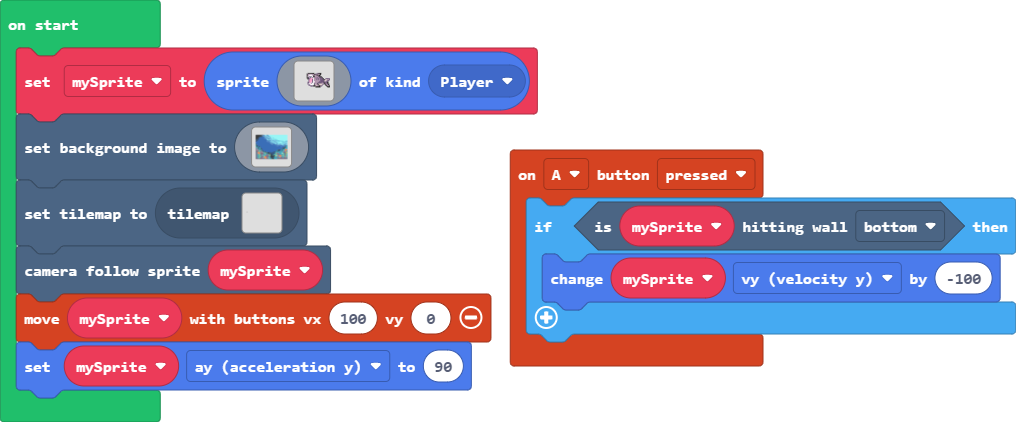 on start
set mySprite to sprite of kind Player
set background image to
set tilemap to tilemap
camera follow sprite mySprite
move mySprite with buttons vx 100 vy 0
set mySprite ay (acceleration y) to 90
on A button pressed
if is mySprite hitting wall bottom then
change mySprite vy (velocity y) by -100